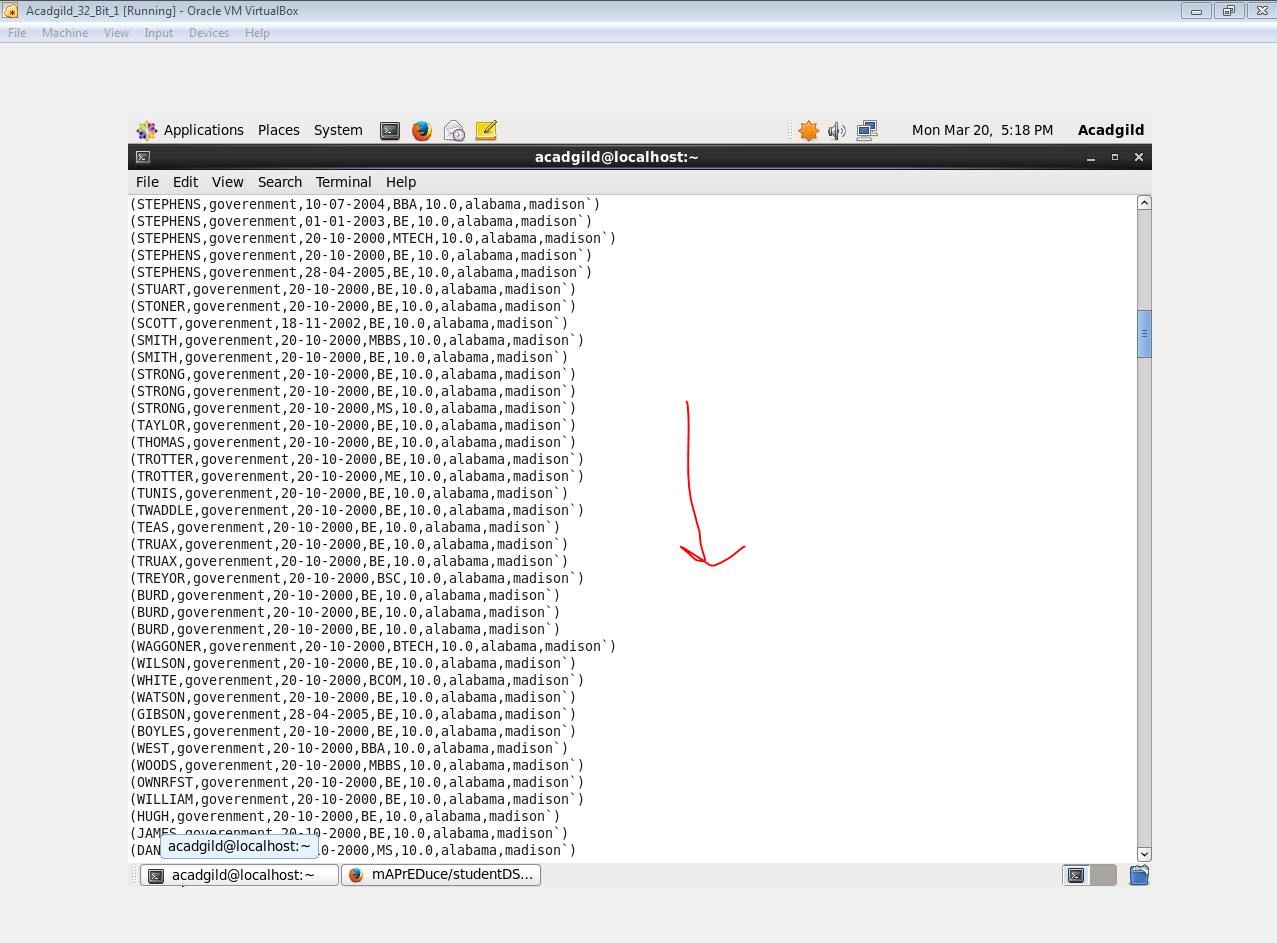 Acadgild_32_Bit_1 [Running] - Oracle VM VirtualBox
File Machine View Input Devices Help
Applications Places System Mon Mar 20, 5:18 PM Acadgild
acadgild@localhost:~
File Edit View Search Terminal Help
(STEPHENS,goverenment,10-07-2004,BBA,10.0,alabama,madison`)
(STEPHENS,goverenment,01-01-2003,BE,10.0,alabama,madison`)
(STEPHENS,goverenment,20-10-2000,MTECH,10.0,alabama,madison`)
(STEPHENS,goverenment,20-10-2000,BE,10.0,alabama,madison`)
(STEPHENS,goverenment,28-04-2005,BE,10.0,alabama,madison`)
(STUART,goverenment,20-10-2000,BE,10.0,alabama,madison`)
(STONER,goverenment,20-10-2000,BE,10.0,alabama,madison`)
(SCOTT,goverenment,18-11-2002,BE,10.0,alabama,madison`)
(SMITH,goverenment,20-10-2000,MBBS,10.0,alabama,madison`)
(SMITH,goverenment,20-10-2000,BE,10.0,alabama,madison`)
(STRONG,goverenment,20-10-2000,BE,10.0,alabama,madison`)
(STRONG,goverenment,20-10-2000,BE,10.0,alabama,madison`)
(STRONG,goverenment,20-10-2000,MS,10.0,alabama,madison`)
(TAYLOR,goverenment,20-10-2000,BE,10.0,alabama,madison`)
(THOMAS,goverenment,20-10-2000,BE,10.0,alabama,madison`)
(TROTTER,goverenment,20-10-2000,BE,10.0,alabama,madison`)
(TROTTER,goverenment,20-10-2000,ME,10.0,alabama,madison`)
(TUNIS,goverenment,20-10-2000,BE,10.0,alabama,madison`)
(TWADDLE,goverenment,20-10-2000,BE,10.0,alabama,madison`)
(TEAS,goverenment,20-10-2000,BE,10.0,alabama,madison`)
(TRUAX,goverenment,20-10-2000,BE,10.0,alabama,madison`)
(TRUAX,goverenment,20-10-2000,BE,10.0,alabama,madison`)
(TREYOR,goverenment,20-10-2000,BSC,10.0,alabama,madison`)
(BURD,goverenment,20-10-2000,BE,10.0,alabama,madison`)
(BURD,goverenment,20-10-2000,BE,10.0,alabama,madison`)
(BURD,goverenment,20-10-2000,BE,10.0,alabama,madison`)
(WAGGONER,goverenment,20-10-2000,BTECH,10.0,alabama,madison`)
(WILSON,goverenment,20-10-2000,BE,10.0,alabama,madison`)
(WHITE,goverenment,20-10-2000,BCOM,10.0,alabama,madison`)
(WATSON,goverenment,20-10-2000,BE,10.0,alabama,madison`)
(GIBSON,goverenment,28-04-2005,BE,10.0,alabama,madison`)
(BOYLES,goverenment,20-10-2000,BE,10.0,alabama,madison`)
(WEST,goverenment,20-10-2000,BBA,10.0,alabama,madison`)
(WOODS,goverenment,20-10-2000,MBBS,10.0,alabama,madison`)
(OWNRFST,goverenment,20-10-2000,BE,10.0,alabama,madison`)
(WILLIAM,goverenment,20-10-2000,BE,10.0,alabama,madison`)
(HUGH,goverenment,20-10-2000,BE,10.0,alabama,madison`)
(JAMES,goverenment,20-10-2000,BE,10.0,alabama,madison`)
(DAN 0-10-2000,MS,10.0,alabama,madison`)
acadgild@localhost:~
acadgild@localhost:~ mAPrEDuce/studentDS...